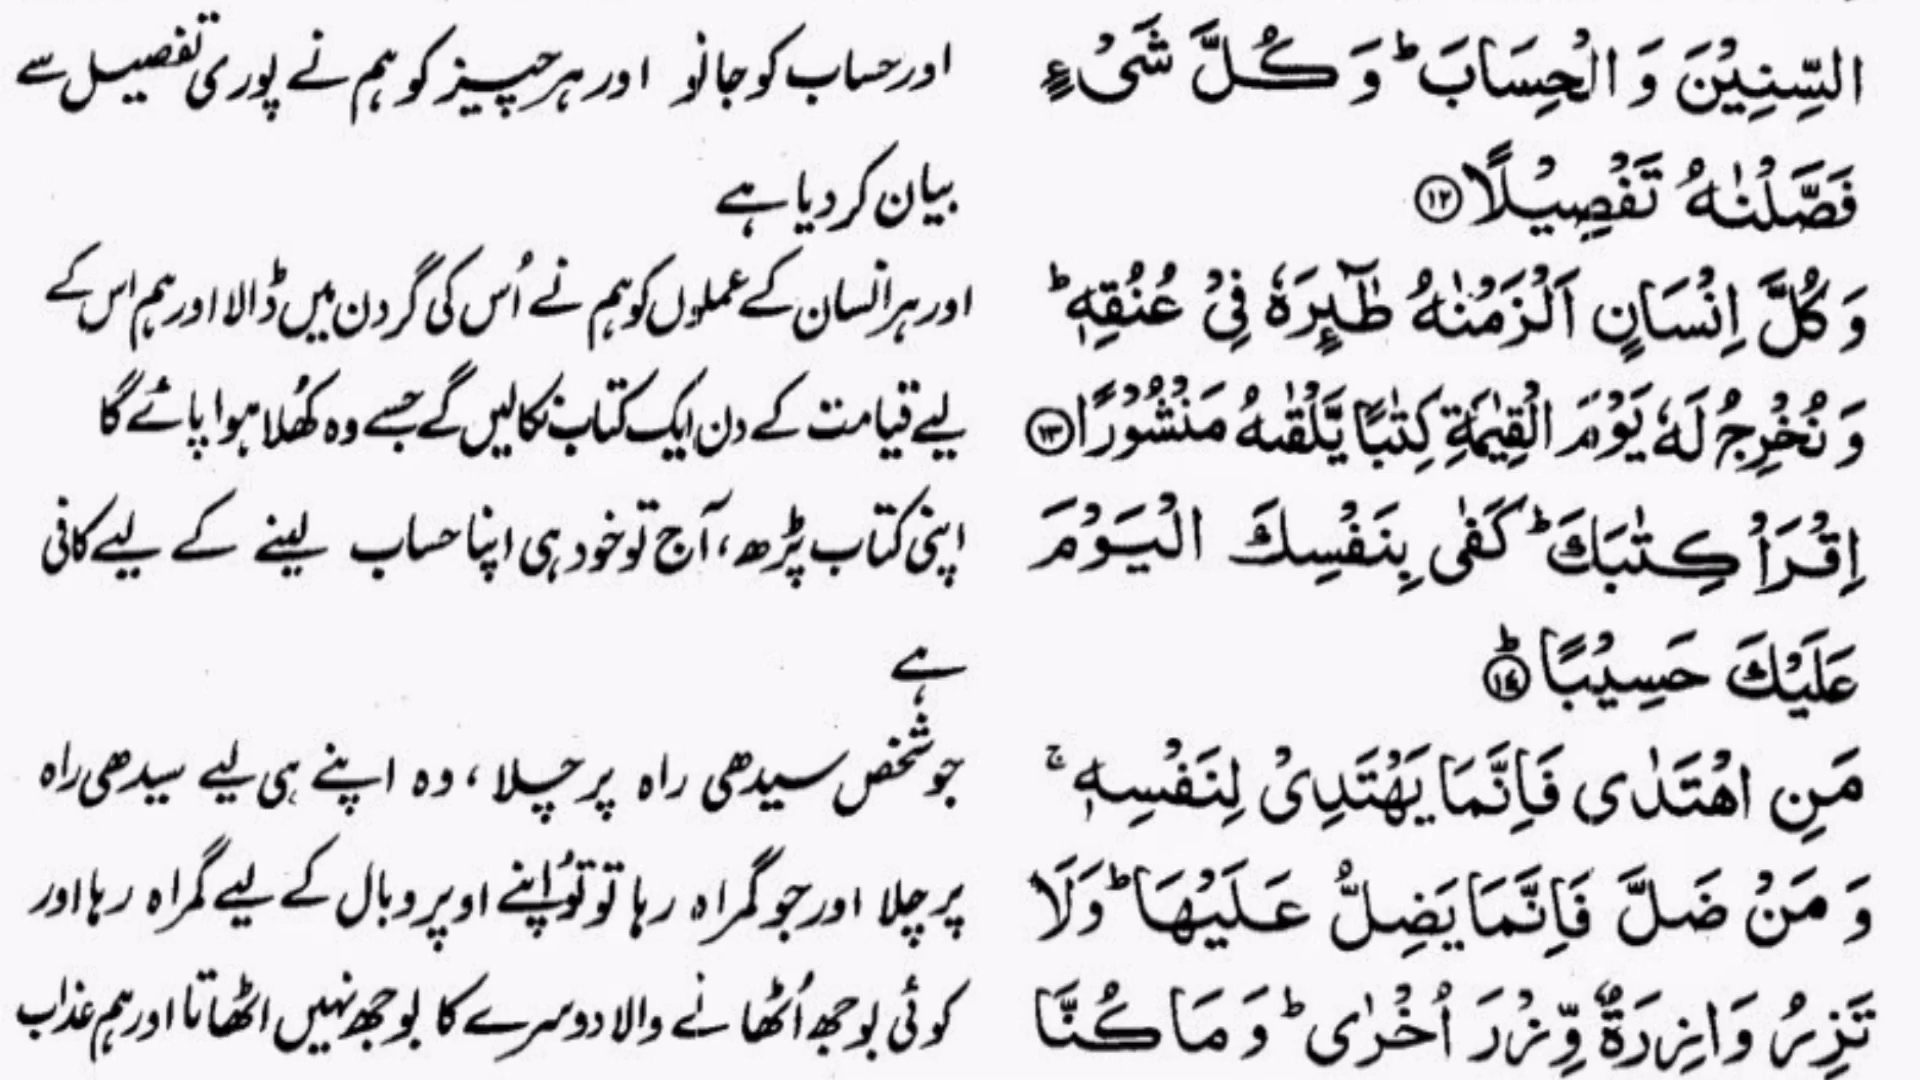 السِّنِيْنَ وَ الْحِسَابَ ؕ وَ كُلَّ شَیْءٍ
فَصَّلْنٰهُ تَفْصِيْلًا ﴿۱۲﴾
وَ كُلَّ اِنْسَانٍ اَلْزَمْنٰهُ طٰٓئِرَهٗ فِیْ عُنُقِهٖ ؕ
وَ نُخْرِجُ لَهٗ يَوْمَ الْقِيٰمَةِ كِتٰبًا يَّلْقٰىهُ مَنْشُوْرًا ﴿۱۳﴾
اِقْرَاْ كِتٰبَكَ ؕ كَفٰى بِنَفْسِكَ الْيَوْمَ
عَلَيْكَ حَسِيْبًا ﴿۱۴﴾ؕ
مَنِ اهْتَدٰى فَاِنَّمَا يَهْتَدِیْ لِنَفْسِهٖ ۚ
وَ مَنْ ضَلَّ فَاِنَّمَا يَضِلُّ عَلَيْهَا ؕ وَلَا
تَزِرُ وَازِرَةٌ وِّزْرَ اُخْرٰى ؕ وَ مَا كُنَّا
اور حساب کو جانو اور ہر چیز کو ہم نے پوری تفصیل سے
بیان کر دیا ہے
اور ہر انسان کے عملوں کو ہم نے اُس کی گردن میں ڈالا اور ہم اس کے
لیے قیامت کے دن ایک کتاب نکالیں گے جسے وہ کھُلا ہوا پائے گا
اپنی کتاب پڑھ، آج تو خود ہی اپنا حساب لینے کے لیے کافی
ہے
جو شخص سیدھی راہ پر چلا، وہ اپنے ہی لیے سیدھی راہ
پر چلا اور جو گمراہ رہا تو تُو اپنے اوپر وبال کے لیے گمراہ رہا اور
کوئی بوجھ اُٹھانے والا دوسرے کا بوجھ نہیں اٹھاتا اور ہم عذاب